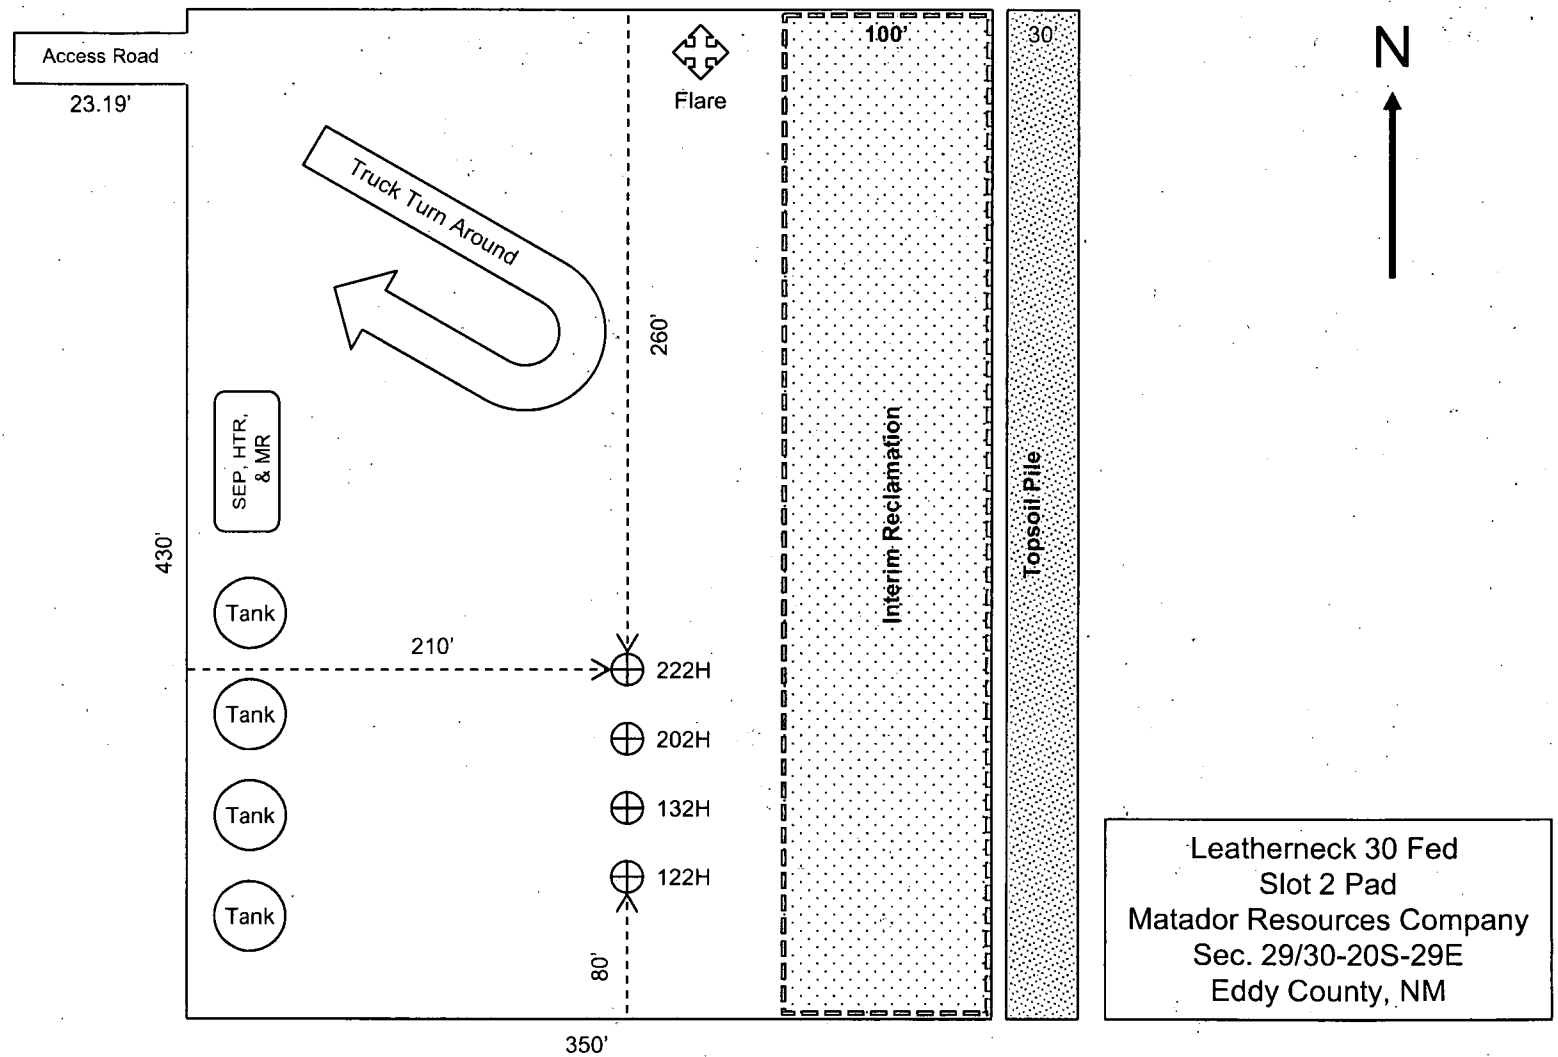 Access Road
23.19'
Flare
100'
30'
N
Truck Turn Around
260'
SEP, HTR,
& MR
Interim Reclamation
Topsoil Pile
430'
Tank
210'
222H
Tank
202H
Tank
132H
122H
Tank
80'
350'
Leatherneck 30 Fed
Slot 2 Pad
Matador Resources Company
Sec. 29/30-20S-29E
Eddy County, NM